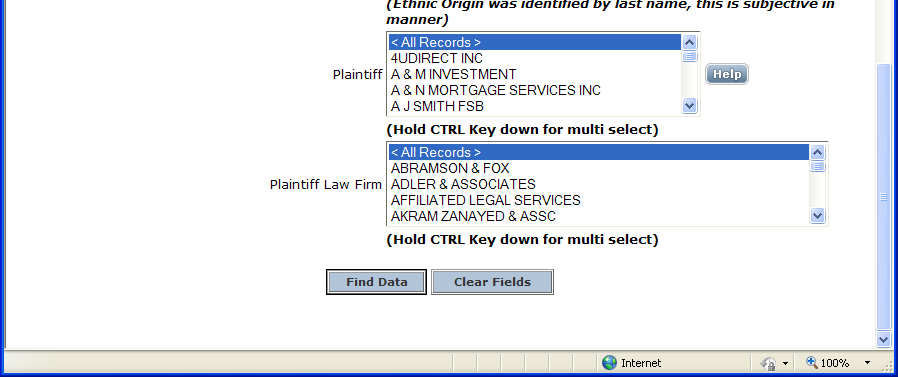 (Ethnic Origin was identified by last name, this is subjective in
manner)
< All Records >
4UDIRECT INC
Plaintiff
A & M INVESTMENT
Help
A & N MORTGAGE SERVICES INC
A J SMITH FSB
(Hold CTRL Key down for multi select)
< All Records >
ABRAMSON & FOX
Plaintiff Law Firm
ADLER & ASSOCIATES
AFFILIATED LEGAL SERVICES
AKRAM ZANAYED & ASSC
(Hold CTRL Key down for multi select)
Find Data
Clear Fields
Internet
100%